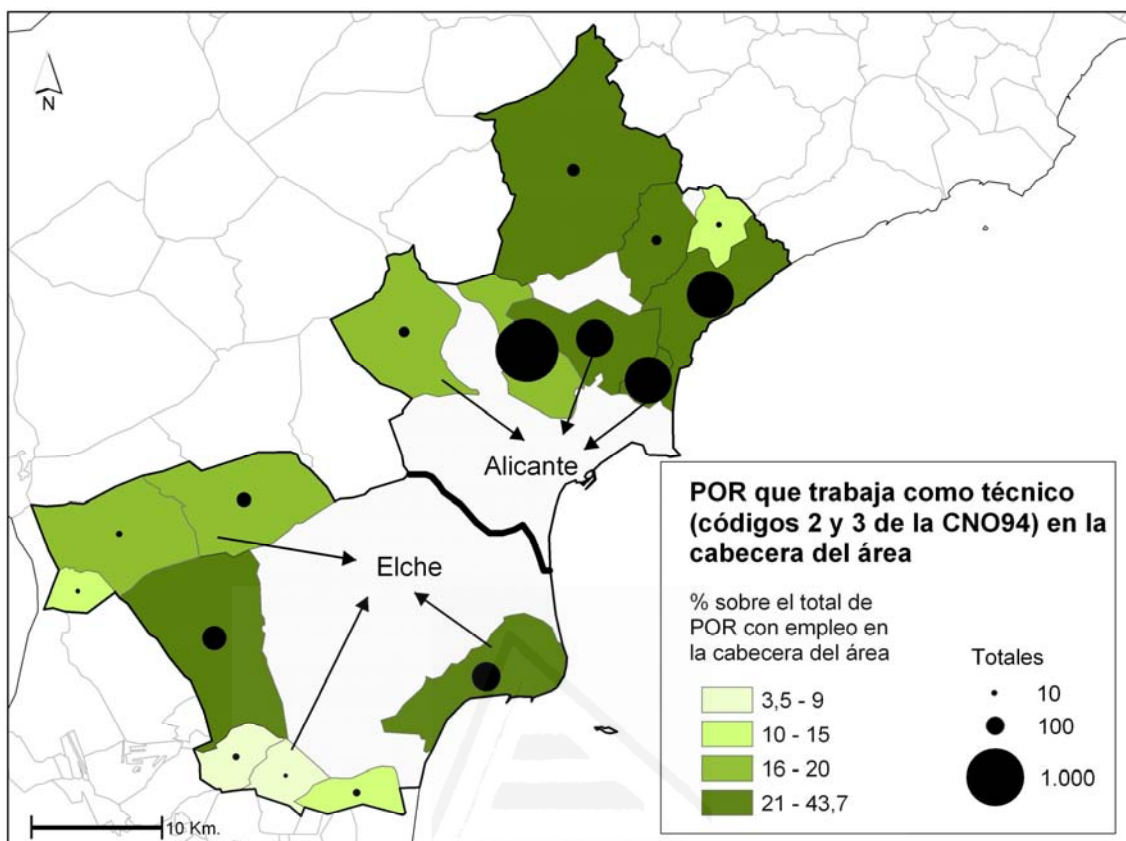 N
Alicante
Elche
10 Km.
POR que trabaja como técnico
(códigos 2 y 3 de la CNO94) en la
cabecera del área
% sobre el total de
POR con empleo en
la cabecera del área
3,5 - 9
10 - 15
16 - 20
21 - 43,7
Totales
10
100
1.000